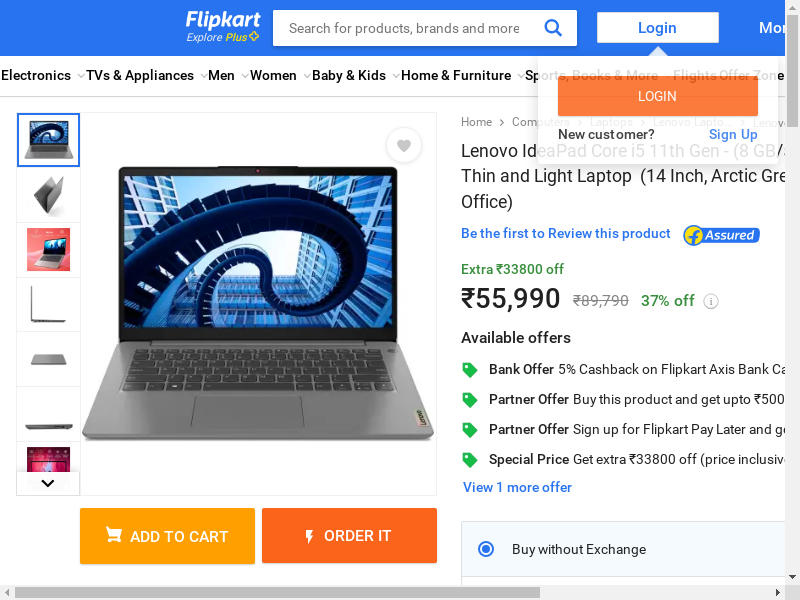 Flipkart
Explore Plus
Search for products, brands and more
Login
Electronics
TVs & Appliances
Men
Women
Baby & Kids
Home & Furniture
Sports, Books & More
Flights
Offer Zone
LOGIN
New customer?
Sign Up
Home
Computers
Laptops
Lenovo Lapto...
Lenovo IdeaPad Core i5 11th Gen - (8 GB/
Thin and Light Laptop (14 Inch, Arctic Gre
Office)
Be the first to Review this product
Assured
Extra ₹33800 off
₹55,990
₹89,790
37% off
Available offers
Bank Offer 5% Cashback on Flipkart Axis Bank Ca
Partner Offer Buy this product and get upto ₹500
Partner Offer Sign up for Flipkart Pay Later and
Special Price Get extra ₹33800 off (price inclusiv
View 1 more offer
ADD TO CART
ORDER IT
Buy without Exchange